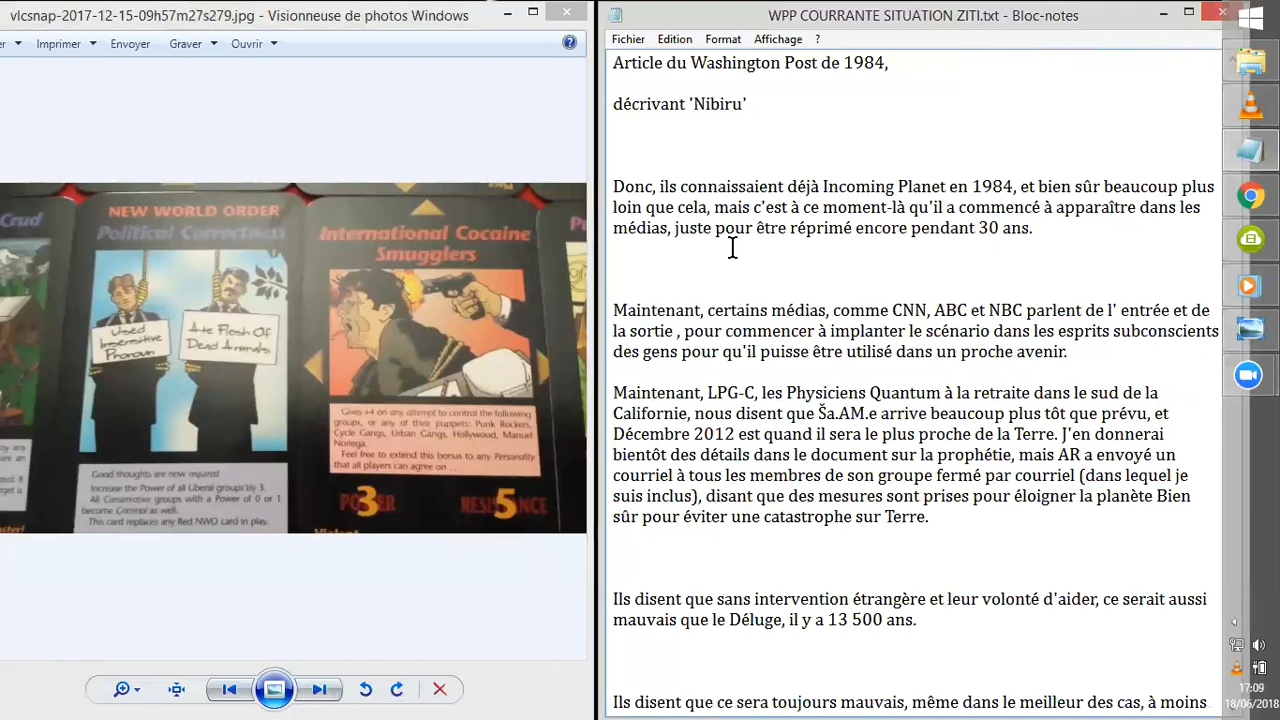 vlcsnap-2017-12-15-09h57m27s279.jpg - Visionneuse de photos Windows
Imprimer
Envoyer
Graver
Ouvrir
Crud
NEW WORLD ORDER
Political Correctness
Used
Sensitive
Pronoun
Ate Flesh Of
Dead Animals
Good thoughts are now required!
Increase the Power of all Liberal groups by 3.
All Conservative groups with a Power of 0 or 1
become Criminal as well.
This card replaces any Red NWO card in play.
International Cocaine
Smugglers
Gives +4 on any attempt to control the following
groups, or any of their puppets: Punk Rockers,
Cycle Gangs, Urban Gangs, Hollywood, Manuel
Noriega.
Feel free to extend this bonus to any Personality
that all players can agree on . . .
POWER 3
RESISTANCE 5
WPP COURRANTE SITUATION ZITI.txt - Bloc-notes
Fichier
Edition
Format
Affichage
?
Article du Washington Post de 1984,
décrivant 'Nibiru'
Donc, ils connaissaient déjà Incoming Planet en 1984, et bien sûr beaucoup plus
loin que cela, mais c'est à ce moment-là qu'il a commencé à apparaître dans les
médias, juste pour être réprimé encore pendant 30 ans.
Maintenant, certains médias, comme CNN, ABC et NBC parlent de l' entrée et de
la sortie , pour commencer à implanter le scénario dans les esprits subconscients
des gens pour qu'il puisse être utilisé dans un proche avenir.
Maintenant, LPG-C, les Physiciens Quantum à la retraite dans le sud de la
Californie, nous disent que Ša.AM.e arrive beaucoup plus tôt que prévu, et
Décembre 2012 est quand il sera le plus proche de la Terre. J'en donnerai
bientôt des détails dans le document sur la prophétie, mais AR a envoyé un
courriel à tous les membres de son groupe fermé par courriel (dans lequel je
suis inclus), disant que des mesures sont prises pour éloigner la planète Bien
sûr pour éviter une catastrophe sur Terre.
Ils disent que sans intervention étrangère et leur volonté d'aider, ce serait aussi
mauvais que le Déluge, il y a 13 500 ans.
Ils disent que ce sera toujours mauvais, même dans le meilleur des cas, à moins
17:09
18/06/2018